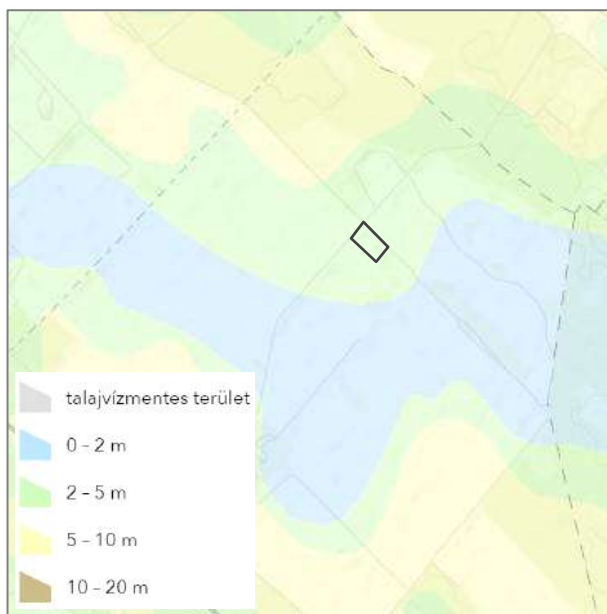 talajvízmentes terület
0 – 2 m
2 – 5 m
5 – 10 m
10 – 20 m